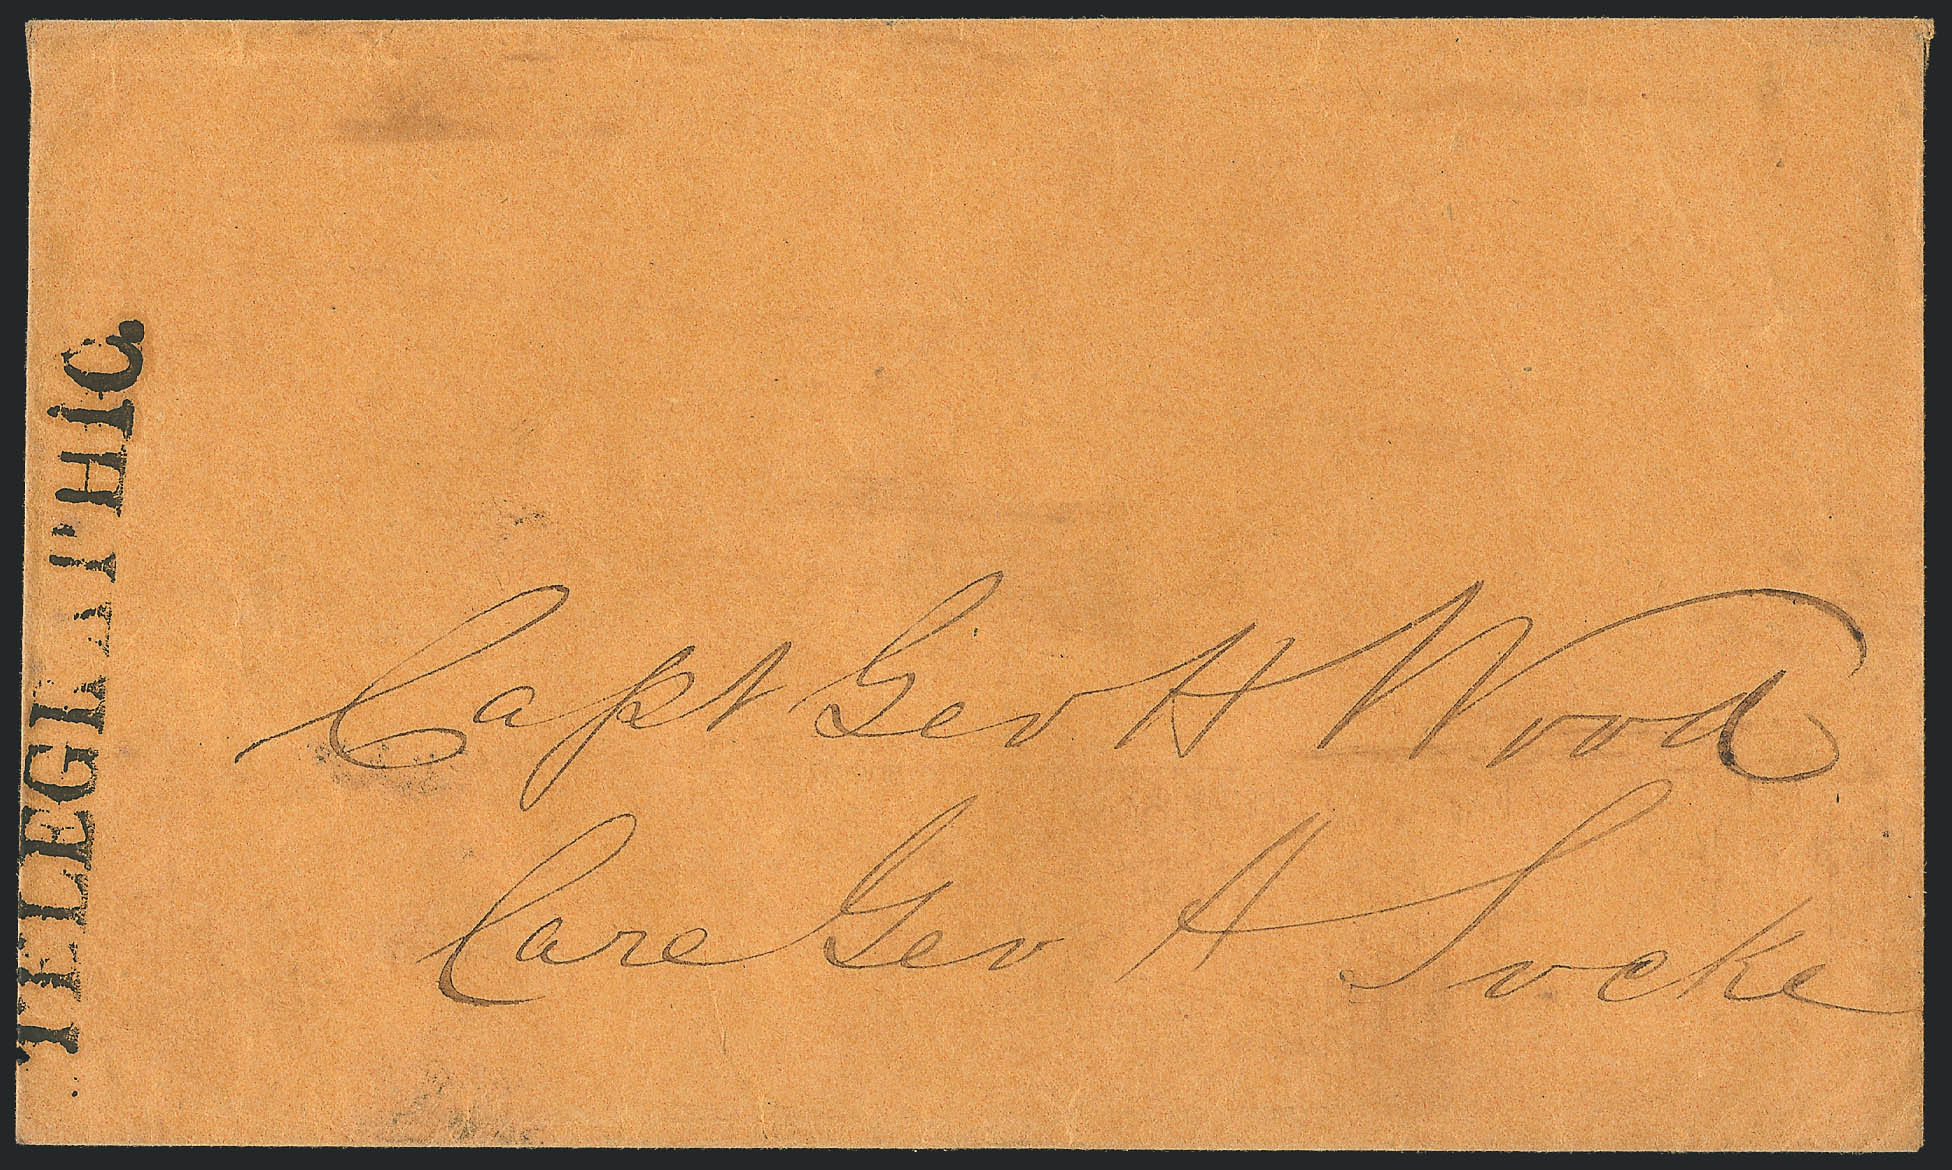 TELEGRAPHIC.
Capt Geo H Wood
Care Geo A Locke